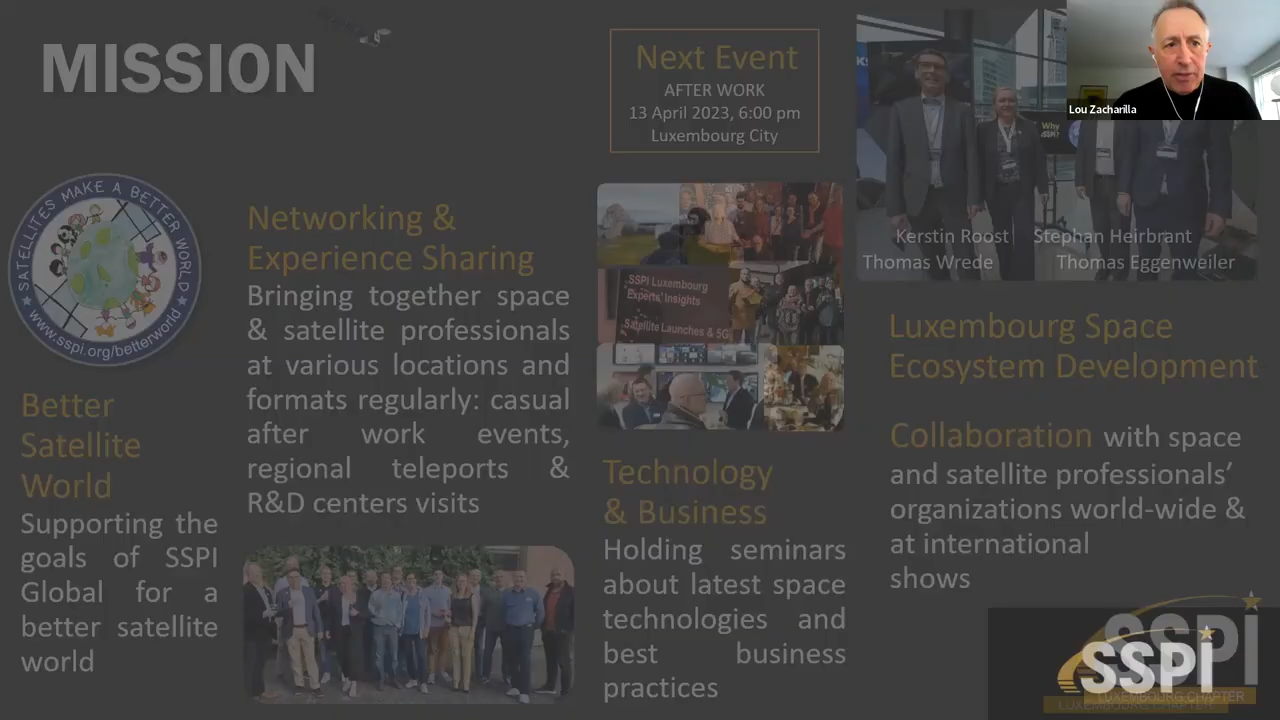 MISSION
Next Event
AFTER WORK
13 April 2023, 6:00 pm
Luxembourg City
Lou Zacharilla
Why
SSPI?
Kerstin Roost
Stephan Heirbrant
Thomas Wrede
Thomas Eggenweiler
SATELLITES MAKE A BETTER WORLD
www.sspi.org/betterworld
Better
Satellite
World
Supporting the
goals of SSPI
Global for a
better satellite
world
Networking &
Experience Sharing
Bringing together space
& satellite professionals
at various locations and
formats regularly: casual
after work events,
regional teleports &
R&D centers visits
SSPI Luxembourg
Experts' Insights
Satellite Launches & 5G
Technology
& Business
Holding seminars
about latest space
technologies and
best business
practices
Luxembourg Space
Ecosystem Development
Collaboration with space
and satellite professionals'
organizations world-wide &
at international
shows
SSPI
SSPI
LUXEMBOURG CHAPTER
LUXEMBOURG CHAPTER